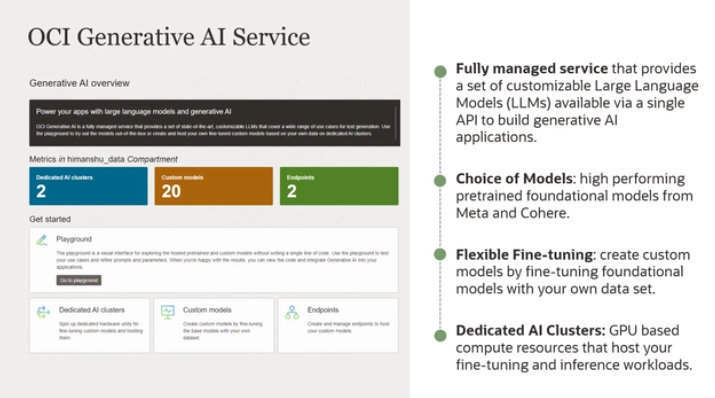 OCI Generative AI Service
Generative AI overview
Power your apps with large language models and generative AI
OCI Generative AI is a fully managed service that provides a set of state-of-the-art, customizable LLMs that cover a wide range of use cases for text generation. Use
the playground to try out the models out-of-the-box or create and host your own fine-tuned custom models based on your own data on dedicated AI clusters.
Metrics in himanshu_data Compartment
Dedicated AI clusters
2
Custom models
20
Endpoints
2
Get started
Playground
The playground is a visual interface for exploring the hosted pretrained and custom models without writing a single line of code. Use the playground to test
your use cases and refine prompts and parameters. When you're happy with the results, you can view the code and integrate Generative AI into your
applications.
Go to playground
Dedicated AI clusters
Spin up dedicated hardware units for
fine-tuning custom models and hosting
them.
Custom models
Create custom models by fine-tuning
the base models with your own
dataset.
Endpoints
Create and manage endpoints to host
your custom models.
Fully managed service that provides
a set of customizable Large Language
Models (LLMs) available via a single
API to build generative AI
applications.
Choice of Models: high performing
pretrained foundational models from
Meta and Cohere.
Flexible Fine-tuning: create custom
models by fine-tuning foundational
models with your own data set.
Dedicated AI Clusters: GPU based
compute resources that host your
fine-tuning and inference workloads.